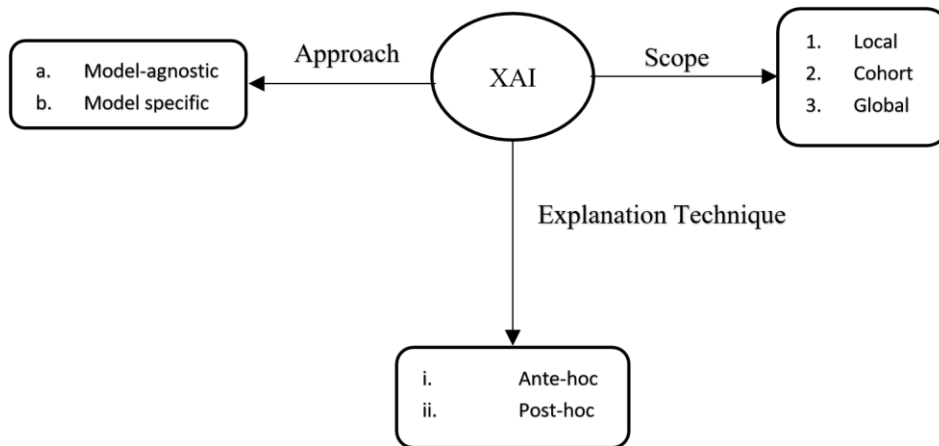 Approach
XAI
Scope
a. Model-agnostic
b. Model specific
1. Local
2. Cohort
3. Global
Explanation Technique
i. Ante-hoc
ii. Post-hoc